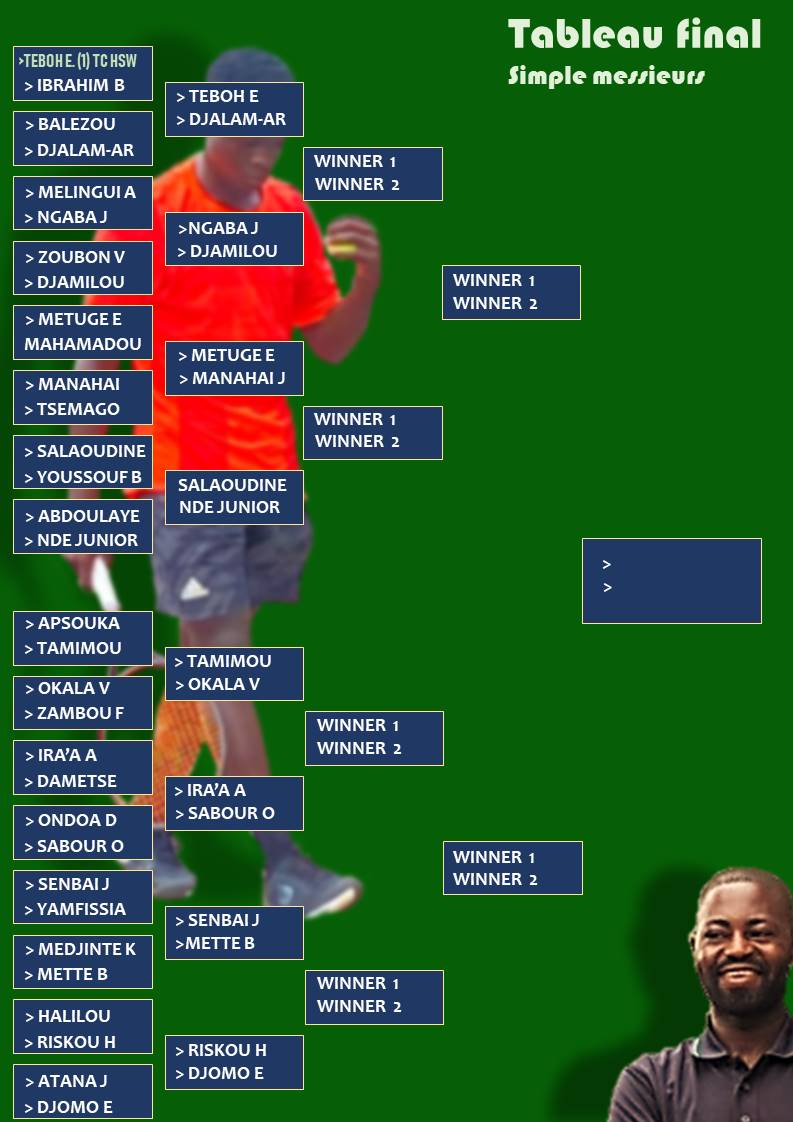 Tableau final
Simple messieurs
>TEBOH E. (1) TC HSW
> IBRAHIM B
> BALEZOU
> DJALAM-AR
> MELINGUI A
> NGABA J
> ZOUBON V
> DJAMILOU
> METUGE E
MAHAMADOU
> MANAHAI
> TSEMAGO
> SALAOUDINE
> YOUSSOUF B
> ABDOULAYE
> NDE JUNIOR
> APSOUKA
> TAMIMOU
> OKALA V
> ZAMBOU F
> IRA’A A
> DAMETSE
> ONDOA D
> SABOUR O
> SENBAI J
> YAMFISSIA
> MEDJINTE K
> METTE B
> HALILOU
> RISKOU H
> ATANA J
> DJOMO E
> TEBOH E
> DJALAM-AR
>NGABA J
> DJAMILOU
> METUGE E
> MANAHAI J
SALAOUDINE
NDE JUNIOR
> TAMIMOU
> OKALA V
> IRA’A A
> SABOUR O
> SENBAI J
>METTE B
> RISKOU H
> DJOMO E
WINNER 1
WINNER 2
WINNER 1
WINNER 2
WINNER 1
WINNER 2
WINNER 1
WINNER 2
WINNER 1
WINNER 2
WINNER 1
WINNER 2
>
>